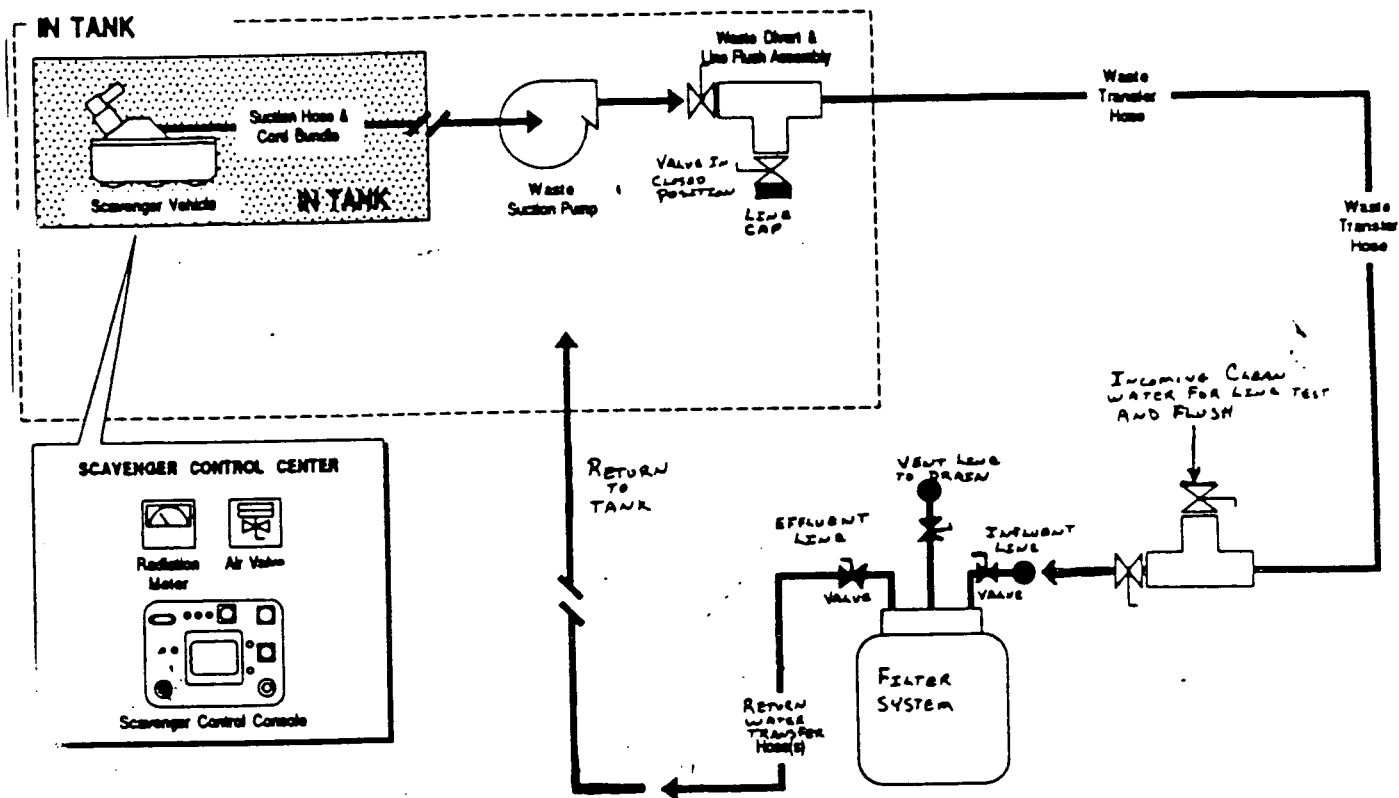 IN TANK
Suction Hose &
Cord Bundle
Scavenger Vehicle
IN TANK
Waste
Suction Pump
Waste Divert &
Line Flush Assembly
VALVE IN
CLOSED
POSITION
LINE
CAP
Waste
Transfer
Hose
Waste
Transfer
Hose
INCOMING CLEAN
WATER FOR LINE TEST
AND FLUSH
SCAVENGER CONTROL CENTER
Radiation
Meter
Air Valve
Scavenger Control Console
RETURN
TO
TANK
VENT LINE
TO DRAIN
EFFLUENT
LINE
INFLUENT
LINE
VALVE
VALVE
FILTER
SYSTEM
RETURN
WATER
TRANSFER
Hose(s)